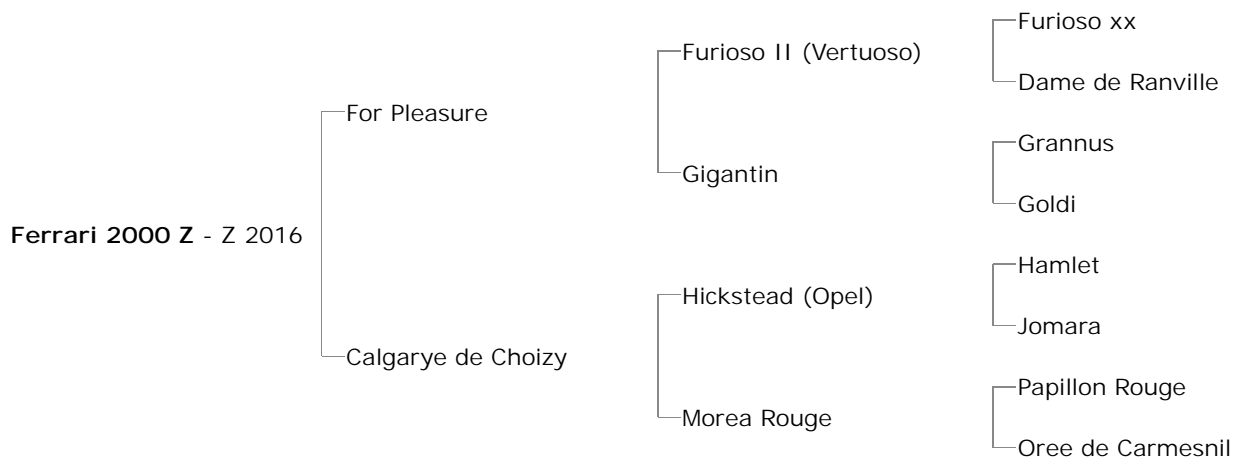 Furioso xx
Furioso II (Vertuoso)
Dame de Ranville
For Pleasure
Grannus
Gigantin
Goldi
Ferrari 2000 Z - Z 2016
Hamlet
Hickstead (Opel)
Jomara
Calgarye de Choizy
Papillon Rouge
Morea Rouge
Oree de Carmesnil